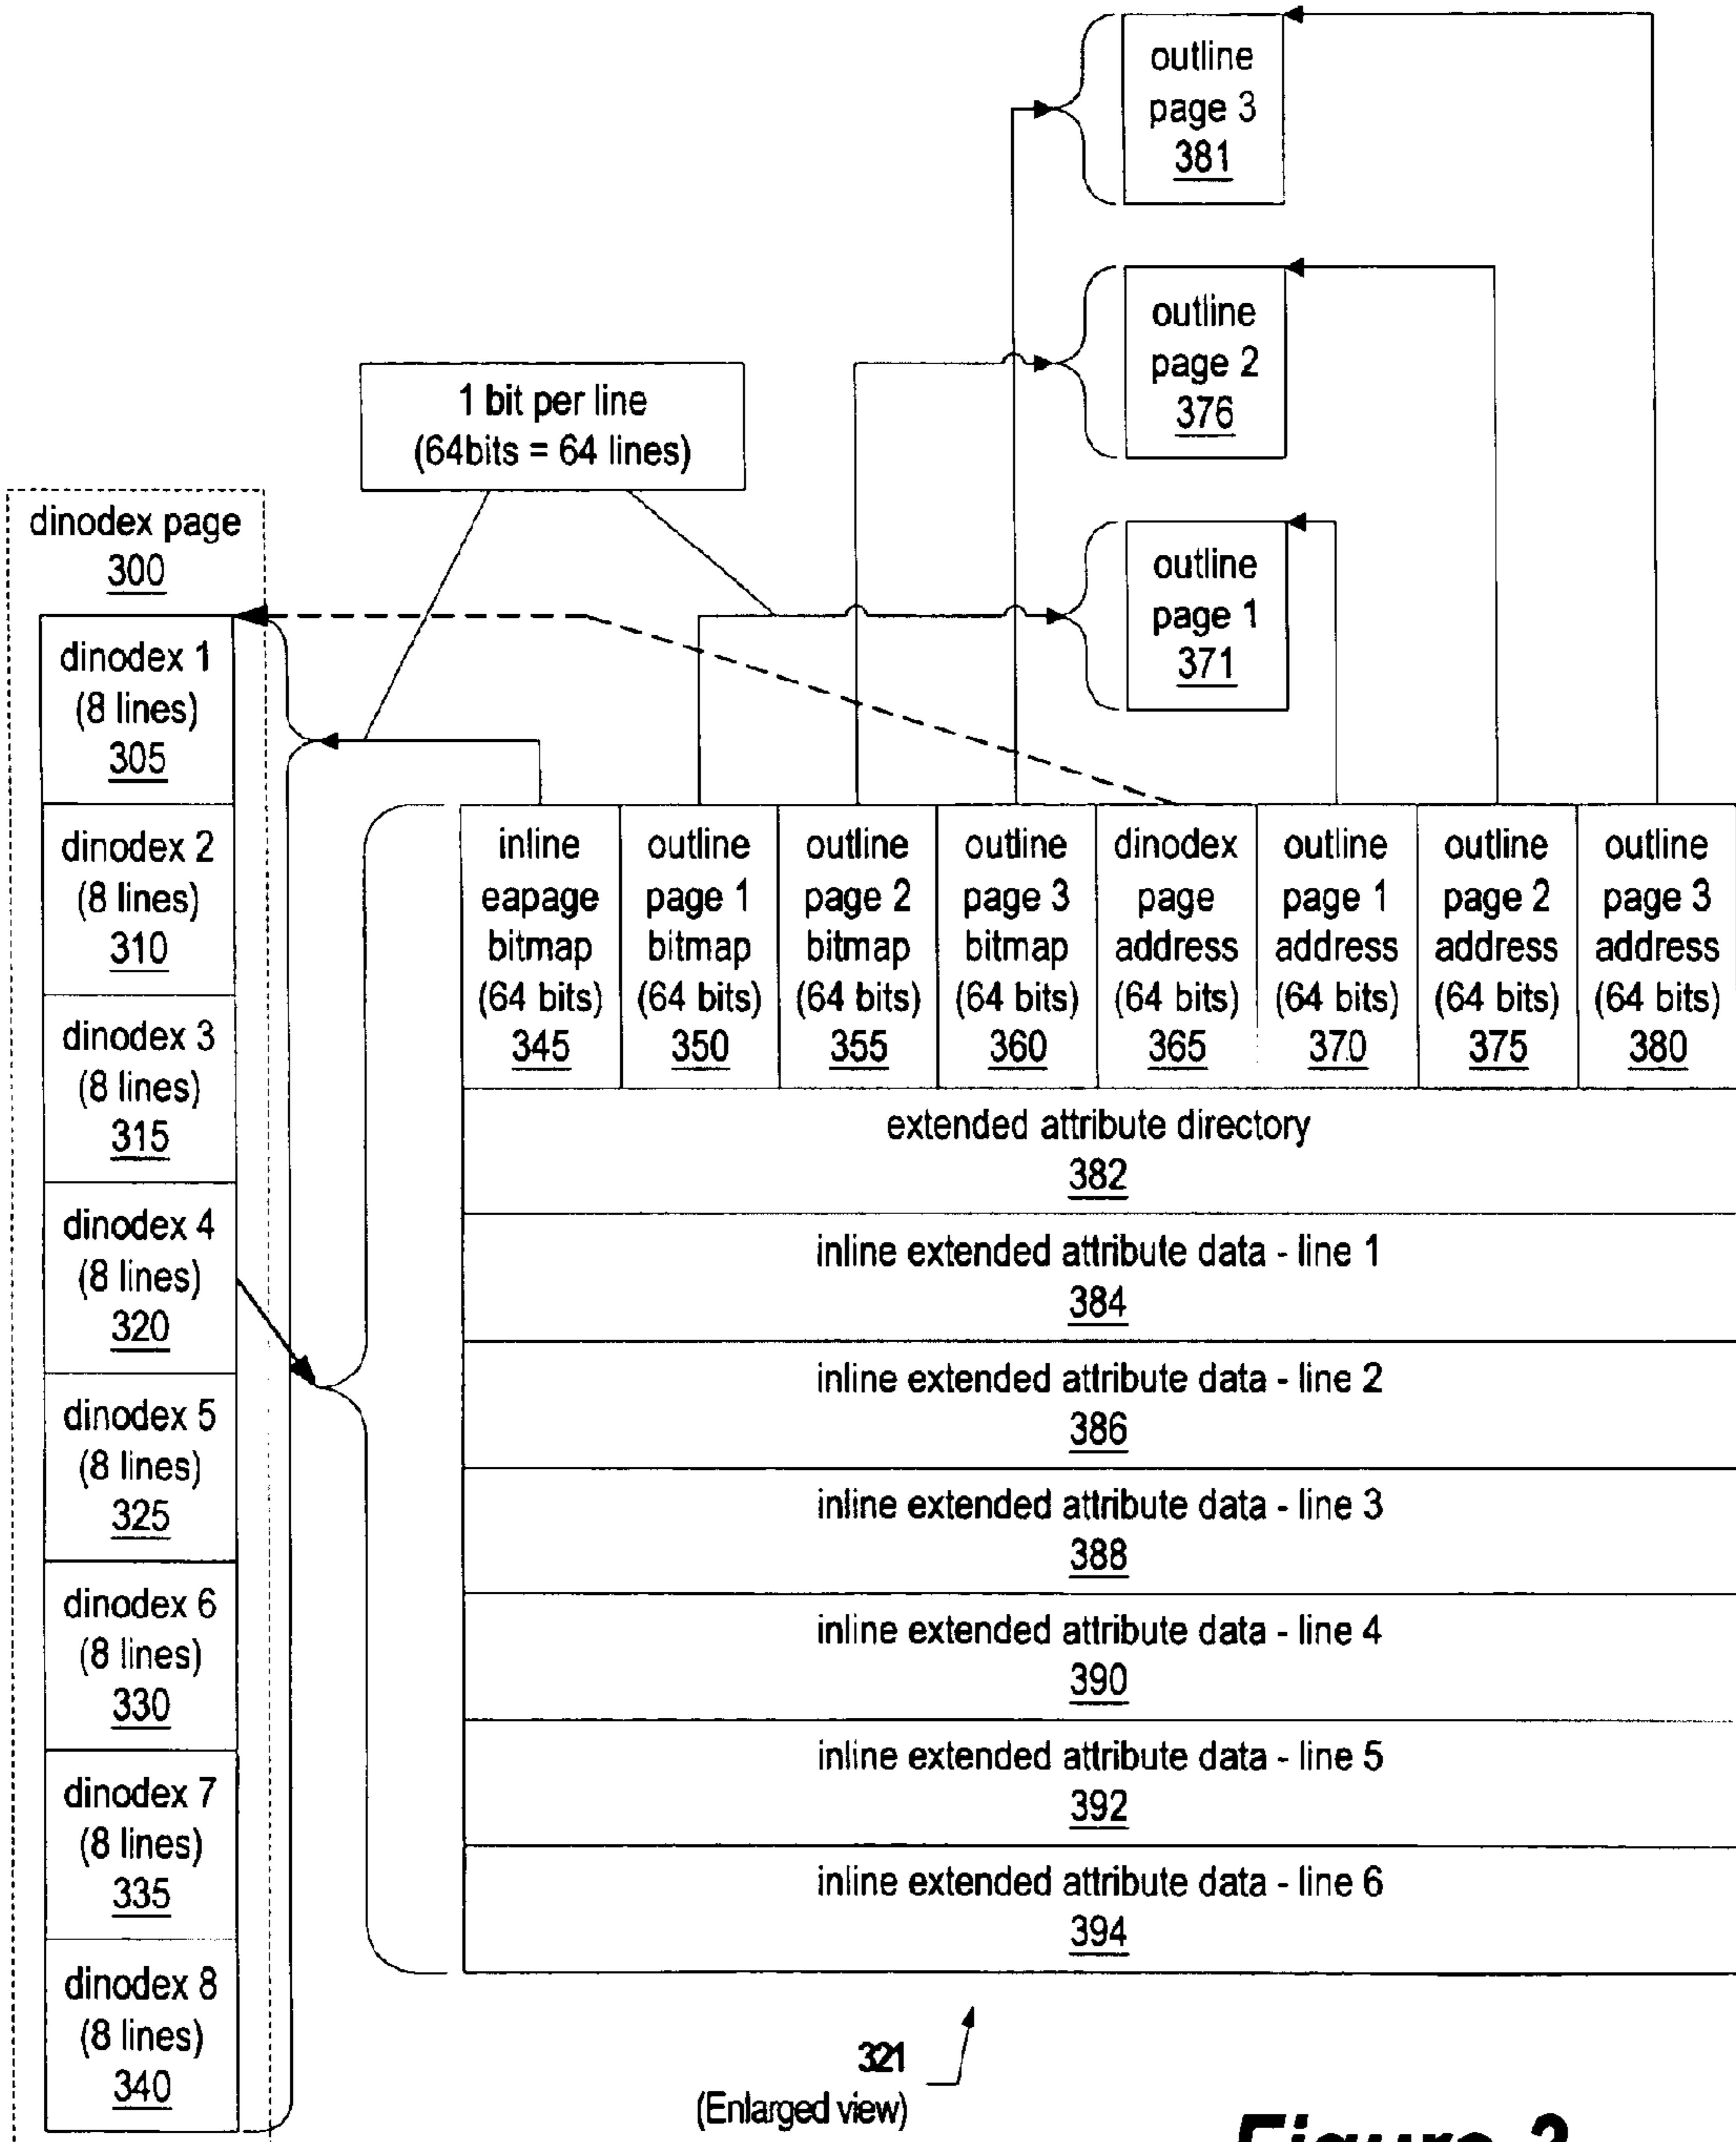 outline
page 3
381
outline
page 2
376
1 bit per line
(64bits = 64 lines)
outline
page 1
371
dinodex page
300
dinodex 1
(8 lines)
305
dinodex 2
(8 lines)
310
dinodex 3
(8 lines)
315
dinodex 4
(8 lines)
320
dinodex 5
(8 lines)
325
dinodex 6
(8 lines)
330
dinodex 7
(8 lines)
335
dinodex 8
(8 lines)
340
inline
eapage
bitmap
(64 bits)
345
outline
page 1
bitmap
(64 bits)
350
outline
page 2
bitmap
(64 bits)
355
outline
page 3
bitmap
(64 bits)
360
dinodex
page
address
(64 bits)
365
outline
page 1
address
(64 bits)
370
outline
page 2
address
(64 bits)
375
outline
page 3
address
(64 bits)
380
extended attribute directory
382
inline extended attribute data - line 1
384
inline extended attribute data - line 2
386
inline extended attribute data - line 3
388
inline extended attribute data - line 4
390
inline extended attribute data - line 5
392
inline extended attribute data - line 6
394
321
(Enlarged view)
Figure 3